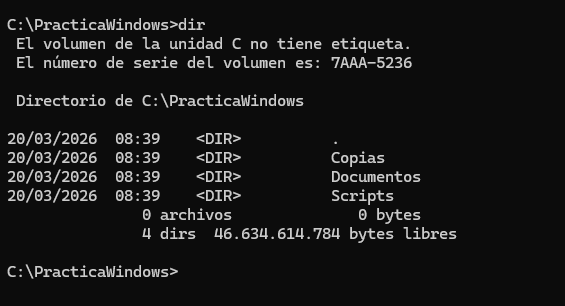 C:\PracticaWindows>dir
 El volumen de la unidad C no tiene etiqueta.
 El número de serie del volumen es: 7AAA-5236

 Directorio de C:\PracticaWindows

20/03/2026  08:39    <DIR>          .
20/03/2026  08:39    <DIR>          Copias
20/03/2026  08:39    <DIR>          Documentos
20/03/2026  08:39    <DIR>          Scripts
               0 archivos              0 bytes
               4 dirs  46.634.614.784 bytes libres

C:\PracticaWindows>